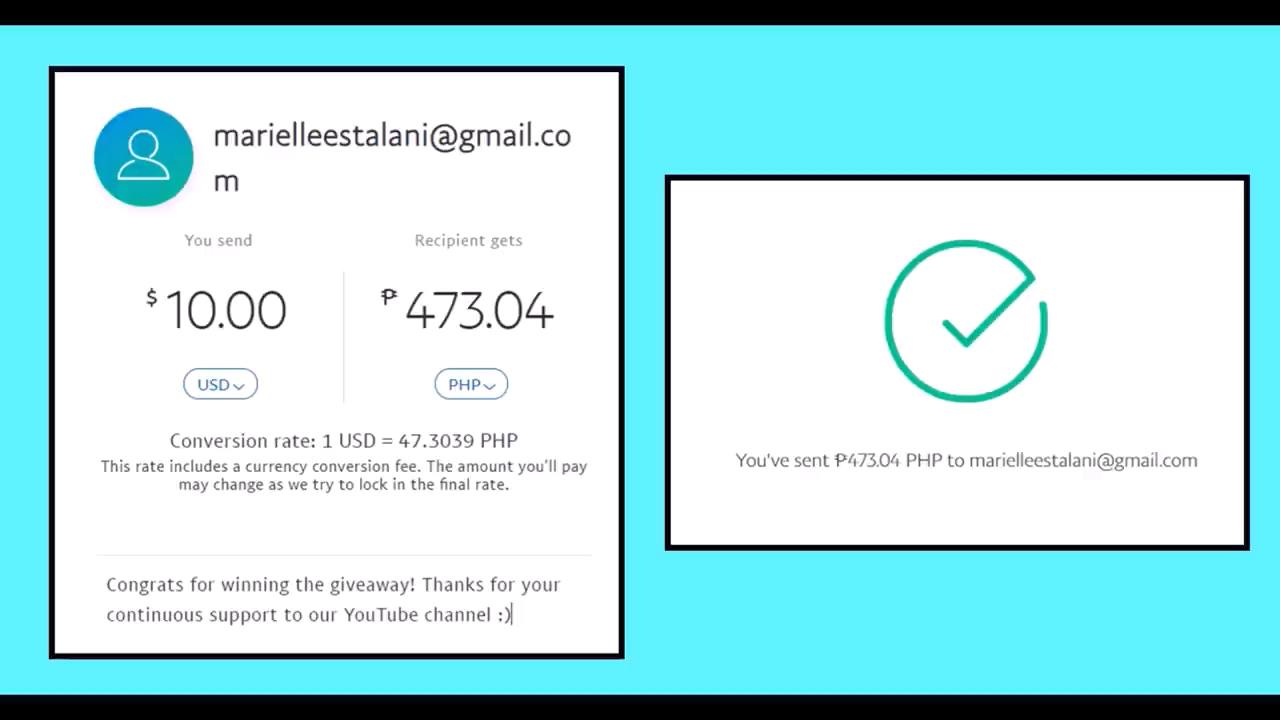 marielleestalani@gmail.co
m
You send
Recipient gets
$ 10.00
₱ 473.04
USD
PHP
Conversion rate: 1 USD = 47.3039 PHP
This rate includes a currency conversion fee. The amount you'll pay
may change as we try to lock in the final rate.
Congrats for winning the giveaway! Thanks for your
continuous support to our YouTube channel :)
You've sent ₱473.04 PHP to marielleestalani@gmail.com